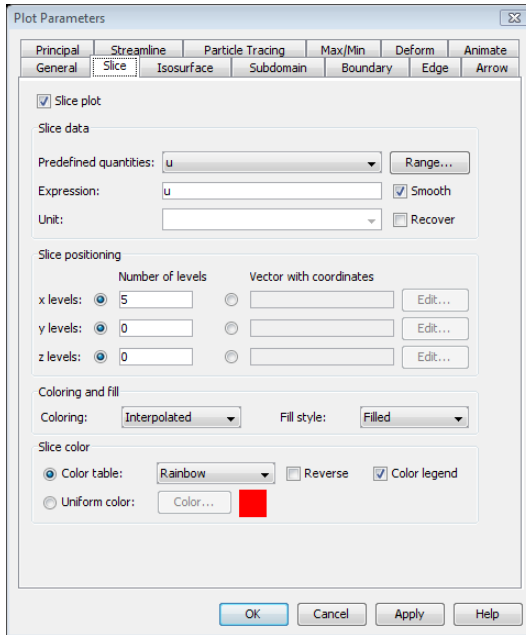 Plot Parameters
Principal Streamline Particle Tracing Max/Min Deform Animate
General Slice Isosurface Subdomain Boundary Edge Arrow
Slice plot
Slice data
Predefined quantities: u Range...
Expression: u Smooth
Unit: Recover
Slice positioning
Number of levels Vector with coordinates
x levels: 5 Edit...
y levels: 0 Edit...
z levels: 0 Edit...
Coloring and fill
Coloring: Interpolated Fill style: Filled
Slice color
Color table: Rainbow Reverse Color legend
Uniform color: Color...
OK Cancel Apply Help